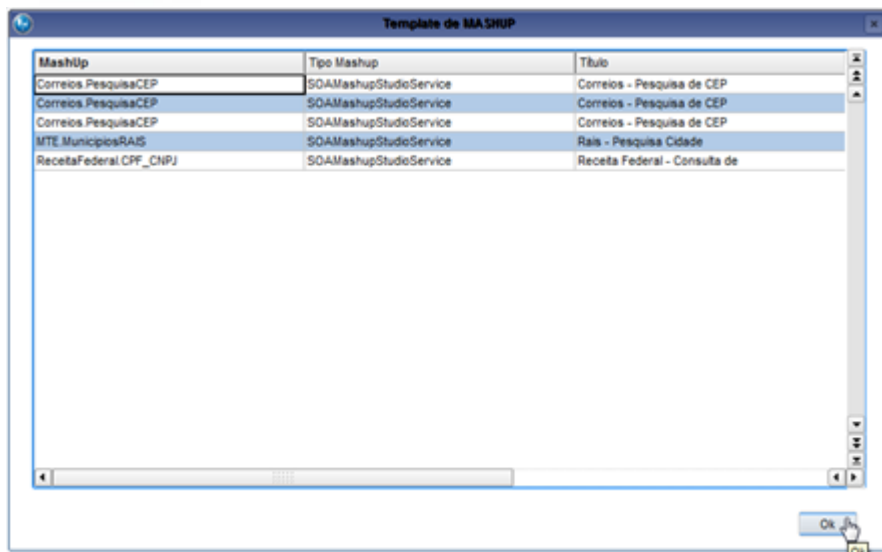 Template de MASHUP
MashUp Tipo Mashup Título
Correios.PesquisaCEP SOAMashupStudioService Correios - Pesquisa de CEP
Correios.PesquisaCEP SOAMashupStudioService Correios - Pesquisa de CEP
Correios.PesquisaCEP SOAMashupStudioService Correios - Pesquisa de CEP
MTE.MunicipiosRAIS SOAMashupStudioService Rais - Pesquisa Cidade
ReceitaFederal.CPF_CNPJ SOAMashupStudioService Receita Federal - Consulta de
Ok